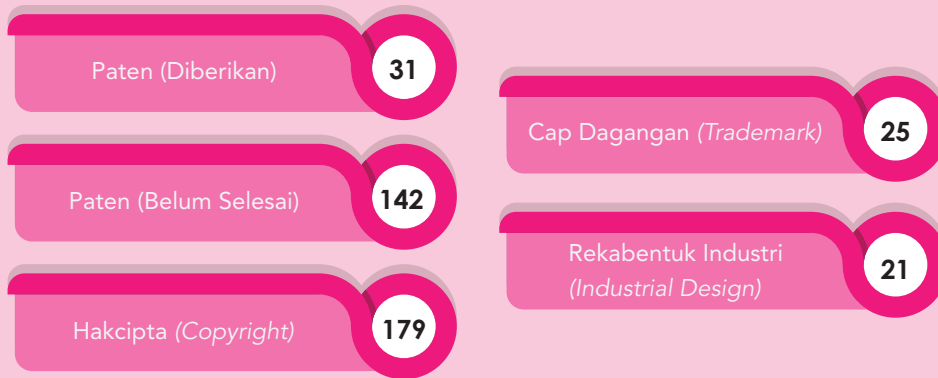 Paten (Diberikan)
31
Paten (Belum Selesai)
142
Hakcipta (Copyright)
179
Cap Dagangan (Trademark)
25
Rekabentuk Industri
(Industrial Design)
21